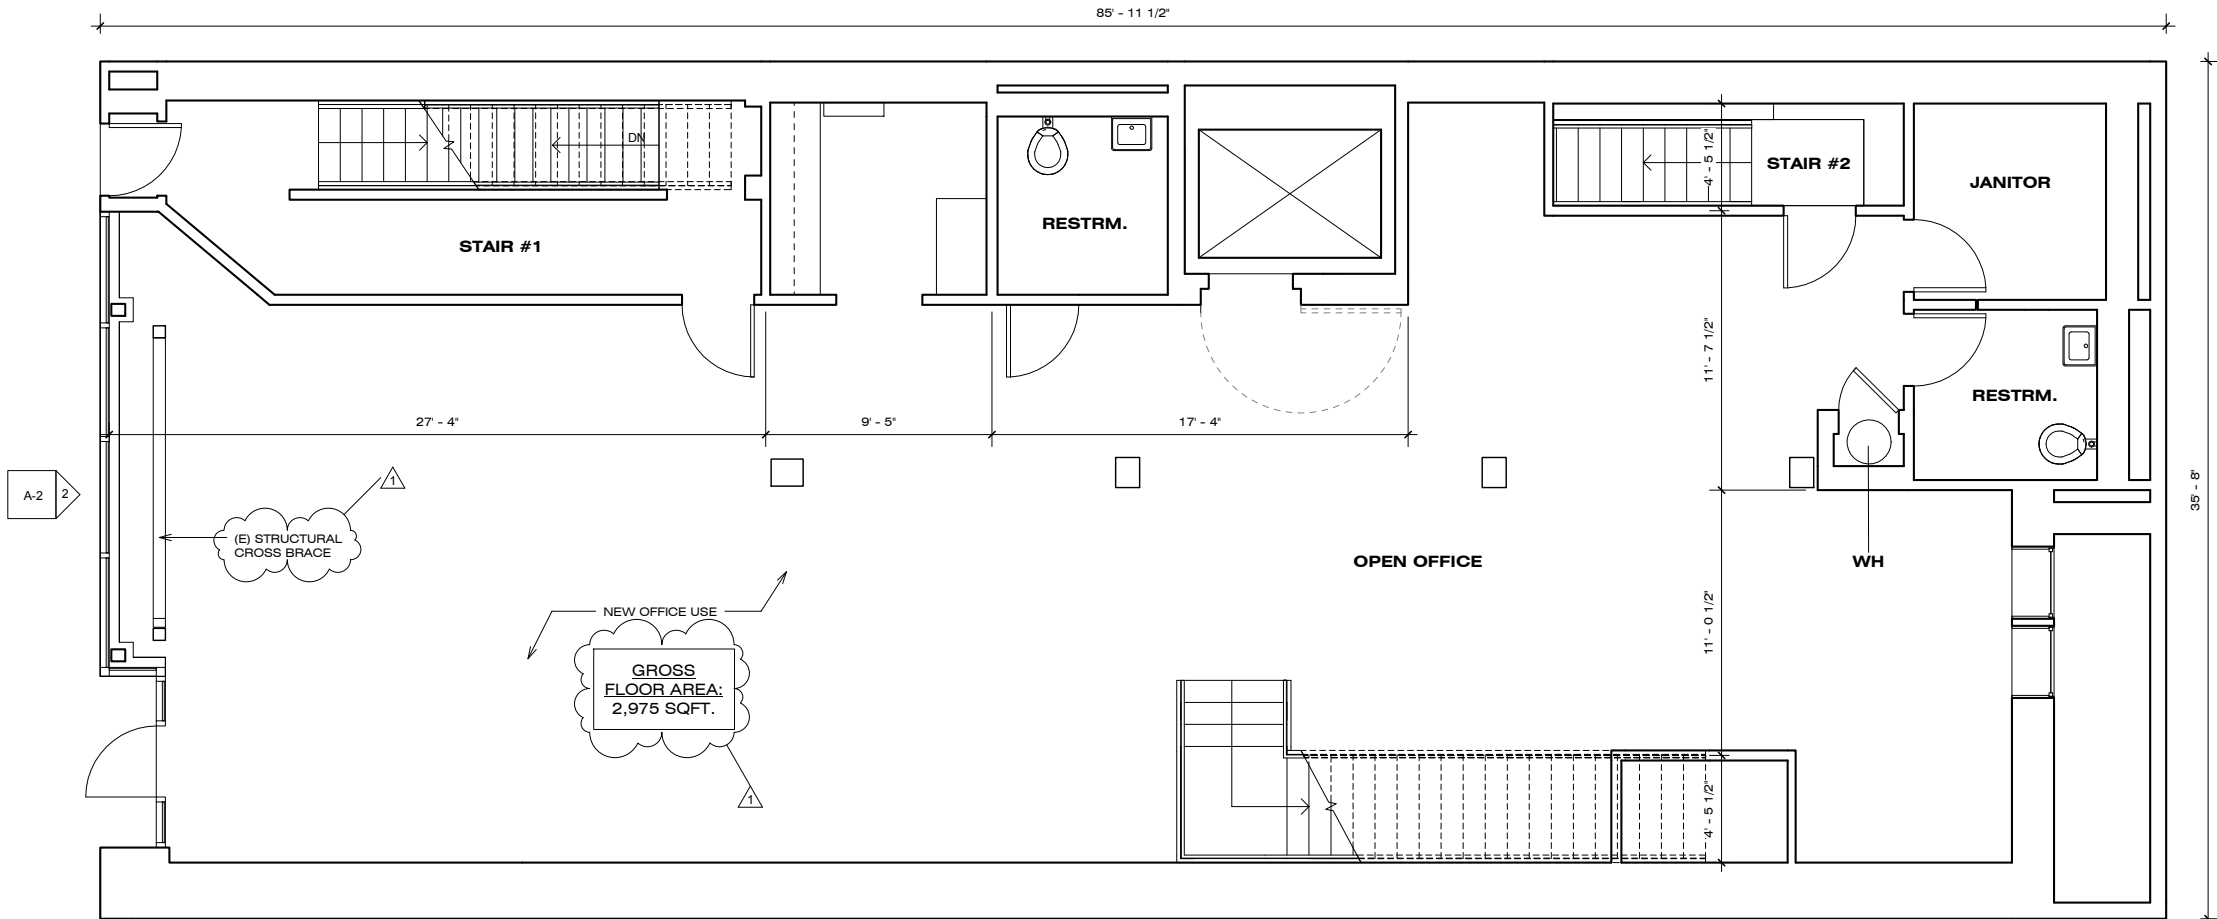 85' - 11 1/2"
DN
4' - 5 1/2"
STAIR #2
JANITOR
RESTRM.
STAIR #1
11' - 7 1/2"
RESTRM.
27' - 4"
9' - 5"
17' - 4"
1
A-2
2
35' - 8"
(E) STRUCTURAL
CROSS BRACE
OPEN OFFICE
WH
NEW OFFICE USE
11' - 0 1/2"
GROSS
FLOOR AREA:
2,975 SQFT.
1
4' - 5 1/2"